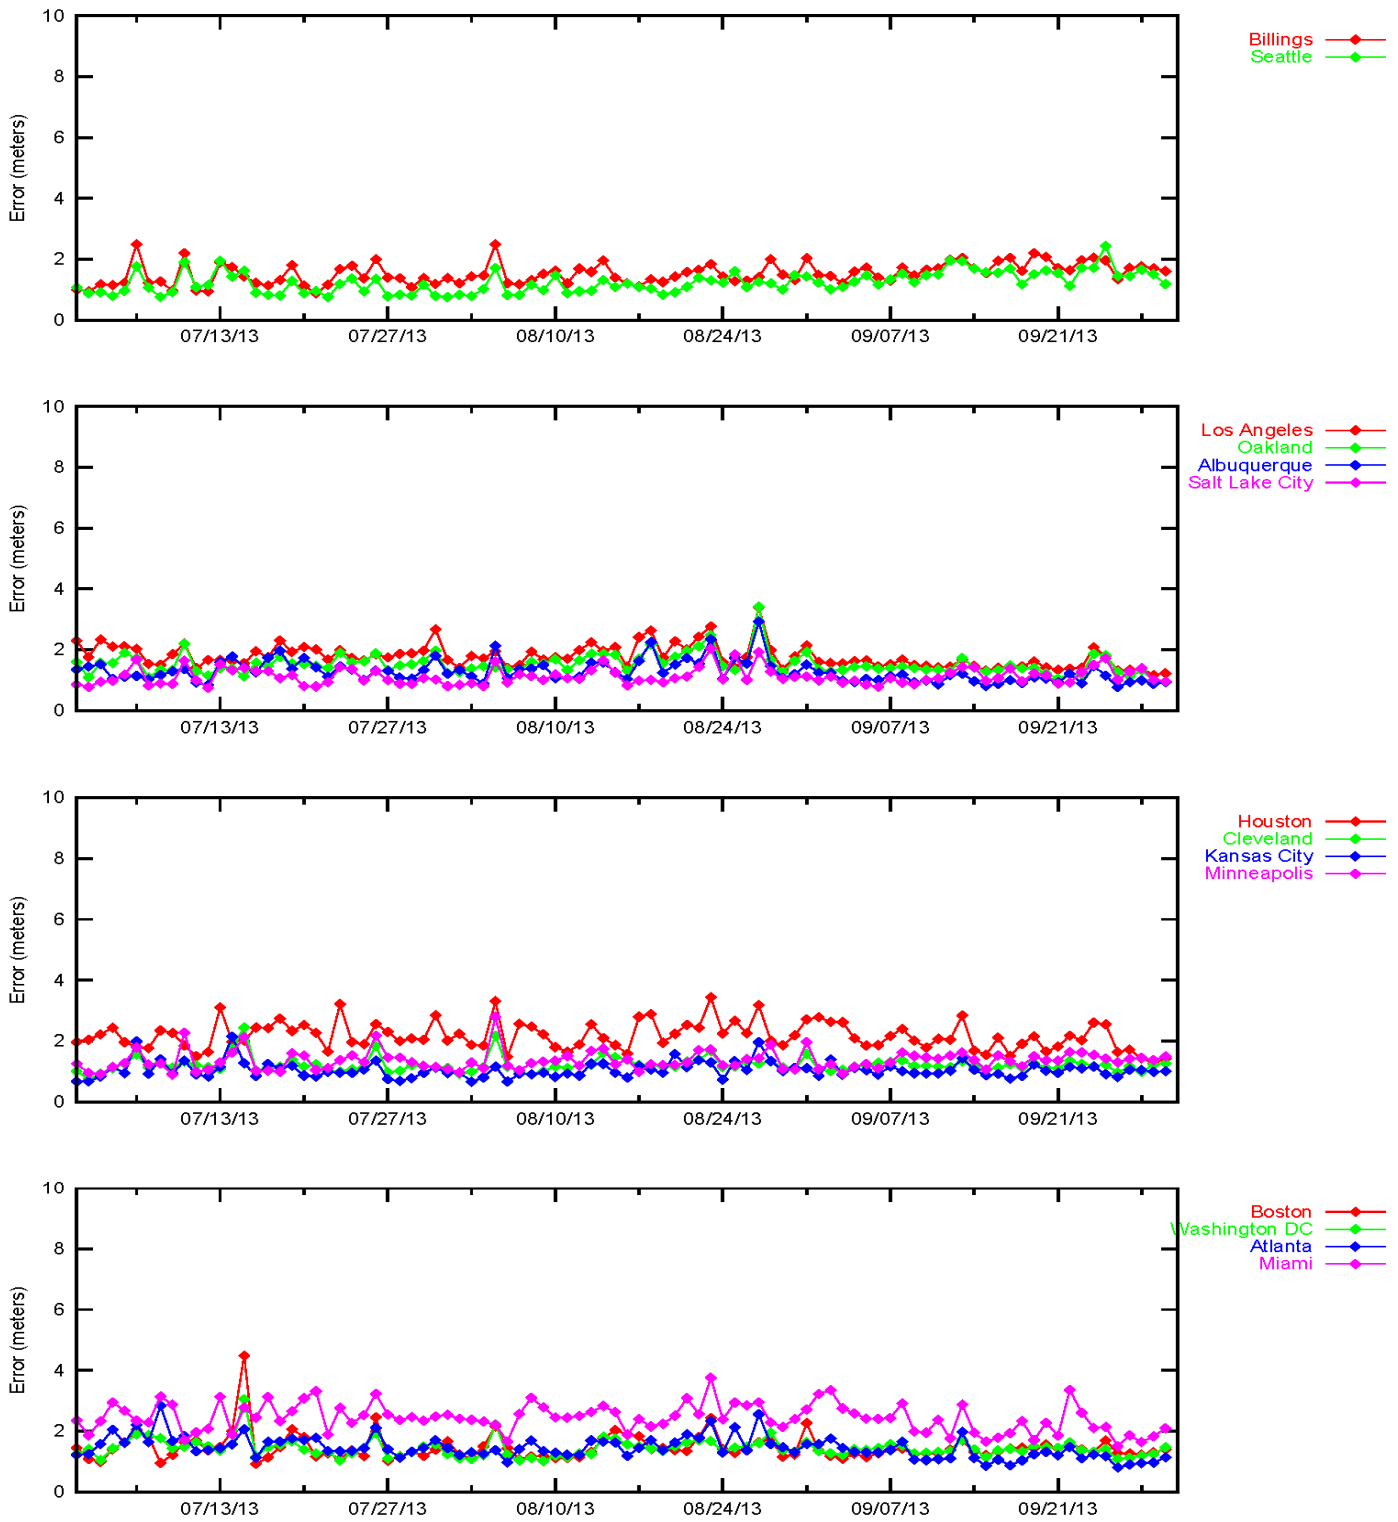 10
8
6
4
2
0
Error (meters)
07/13/13 07/27/13 08/10/13 08/24/13 09/07/13 09/21/13
Billings
Seattle
10
8
6
4
2
0
Error (meters)
07/13/13 07/27/13 08/10/13 08/24/13 09/07/13 09/21/13
Los Angeles
Oakland
Albuquerque
Salt Lake City
10
8
6
4
2
0
Error (meters)
07/13/13 07/27/13 08/10/13 08/24/13 09/07/13 09/21/13
Houston
Cleveland
Kansas City
Minneapolis
10
8
6
4
2
0
Error (meters)
07/13/13 07/27/13 08/10/13 08/24/13 09/07/13 09/21/13
Boston
Washington DC
Atlanta
Miami